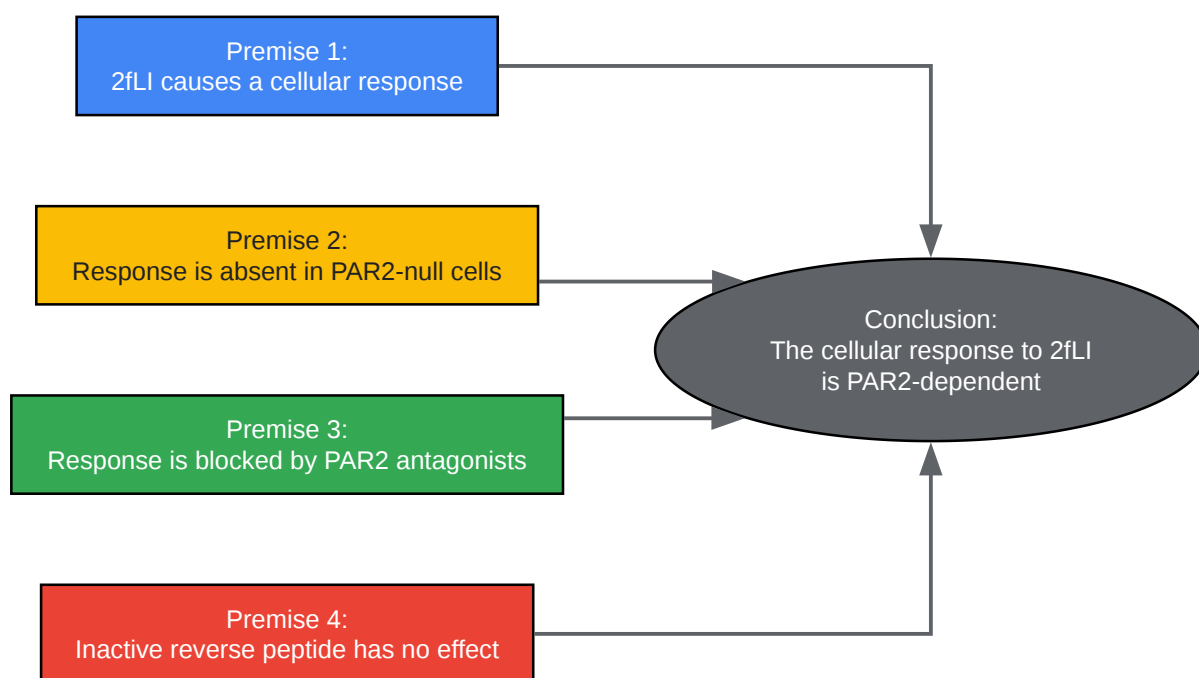 Premise 1:
2fLI causes a cellular response
Premise 2:
Response is absent in PAR2-null cells
Conclusion:
The cellular response to 2fLI
is PAR2-dependent
Premise 3:
Response is blocked by PAR2 antagonists
Premise 4:
Inactive reverse peptide has no effect